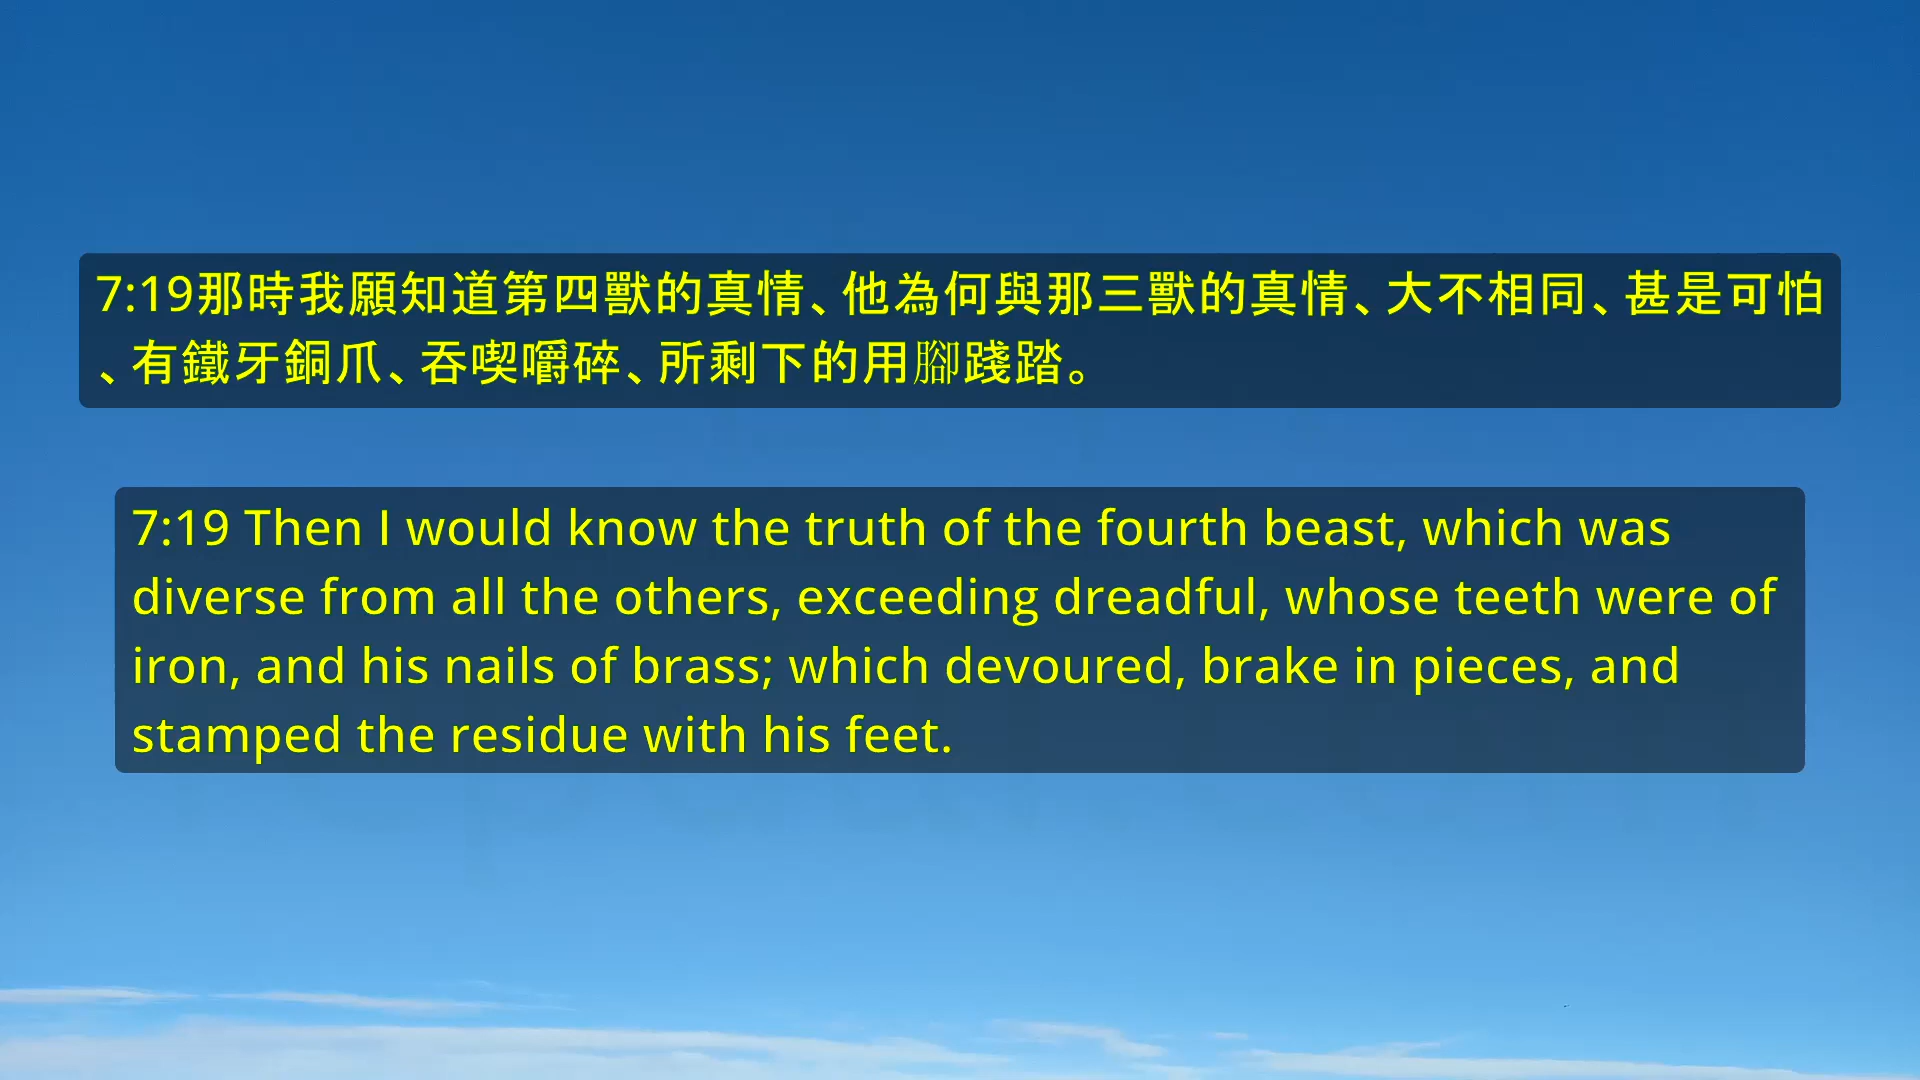 7:19那時我願知道第四獸的真情、他為何與那三獸的真情、大不相同、甚是可怕
、有鐵牙銅爪、吞喫嚼碎、所剩下的用腳踐踏。
7:19 Then I would know the truth of the fourth beast, which was
diverse from all the others, exceeding dreadful, whose teeth were of
iron, and his nails of brass; which devoured, brake in pieces, and
stamped the residue with his feet.